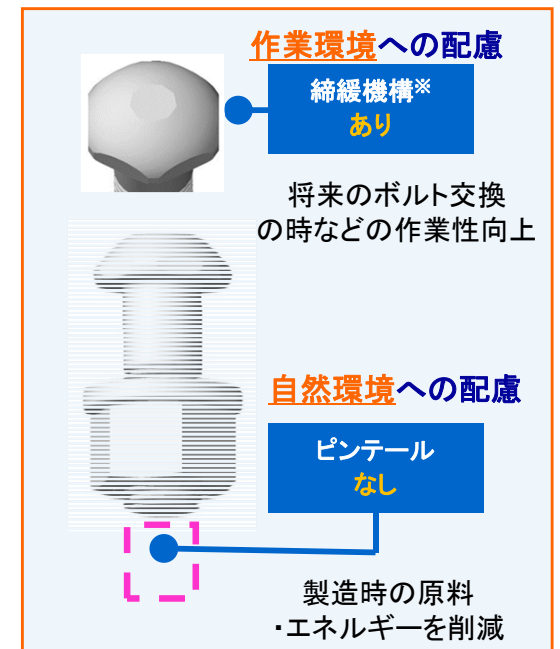 作業環境への配慮
締緩機構※
あり
将来のボルト交換
の時などの作業性向上
自然環境への配慮
ピンテール
なし
製造時の原料
・エネルギーを削減